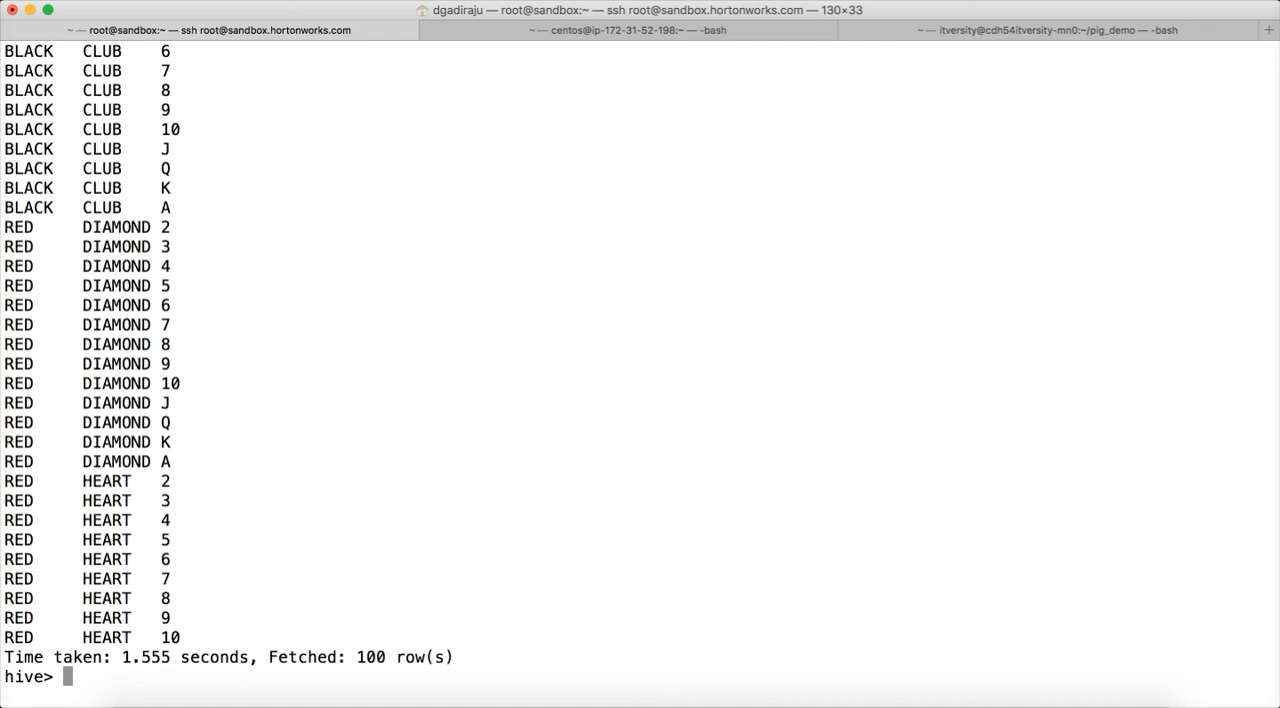 dgadiraju — root@sandbox:~ — ssh root@sandbox.hortonworks.com — 130×33
~ — root@sandbox:~ — ssh root@sandbox.hortonworks.com
~ — centos@ip-172-31-52-198:~ — -bash
~ — itversity@cdh54itversity-mn0:~/pig_demo — -bash
+
BLACK CLUB 6
BLACK CLUB 7
BLACK CLUB 8
BLACK CLUB 9
BLACK CLUB 10
BLACK CLUB J
BLACK CLUB Q
BLACK CLUB K
BLACK CLUB A
RED DIAMOND 2
RED DIAMOND 3
RED DIAMOND 4
RED DIAMOND 5
RED DIAMOND 6
RED DIAMOND 7
RED DIAMOND 8
RED DIAMOND 9
RED DIAMOND 10
RED DIAMOND J
RED DIAMOND Q
RED DIAMOND K
RED DIAMOND A
RED HEART 2
RED HEART 3
RED HEART 4
RED HEART 5
RED HEART 6
RED HEART 7
RED HEART 8
RED HEART 9
RED HEART 10
Time taken: 1.555 seconds, Fetched: 100 row(s)
hive>